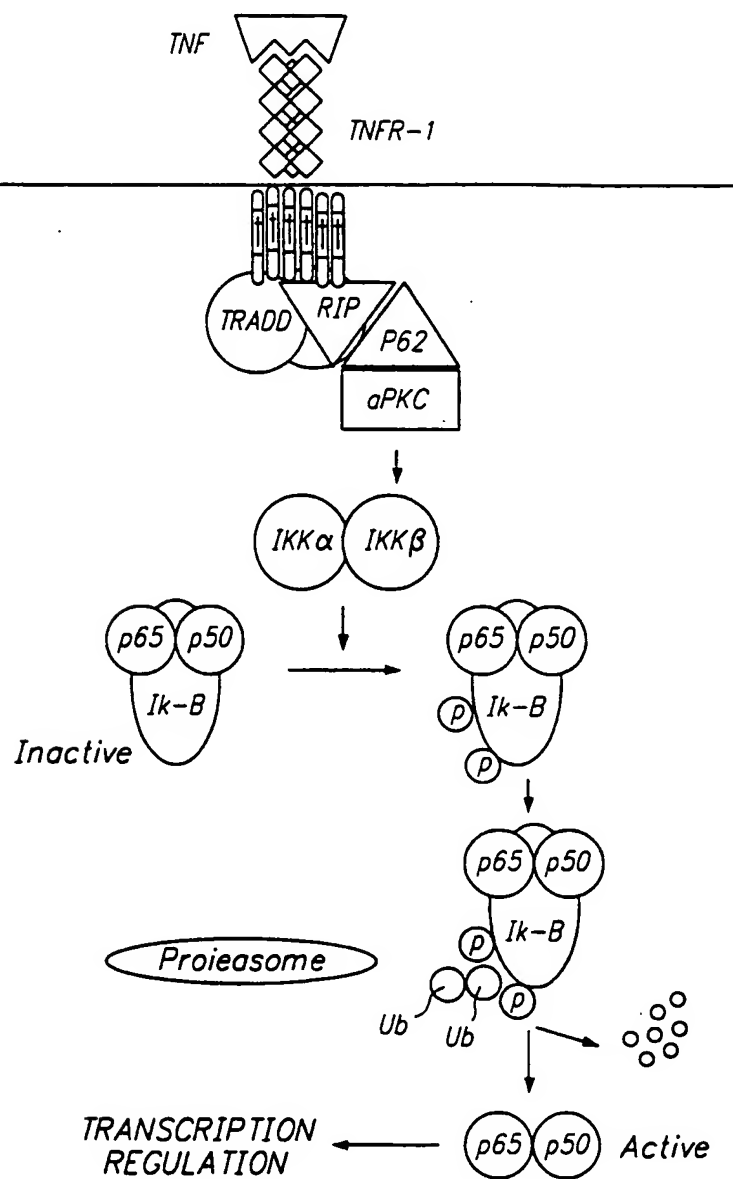 TNF
TNFR-1
TRADD
RIP
P62
aPKC
IKKα
IKKβ
p65
p50
Ik-B
Inactive
p65
p50
Ik-B
p
p
p65
p50
Ik-B
p
p
Proieasome
Ub
Ub
p65
p50
Active
TRANSCRIPTION
REGULATION